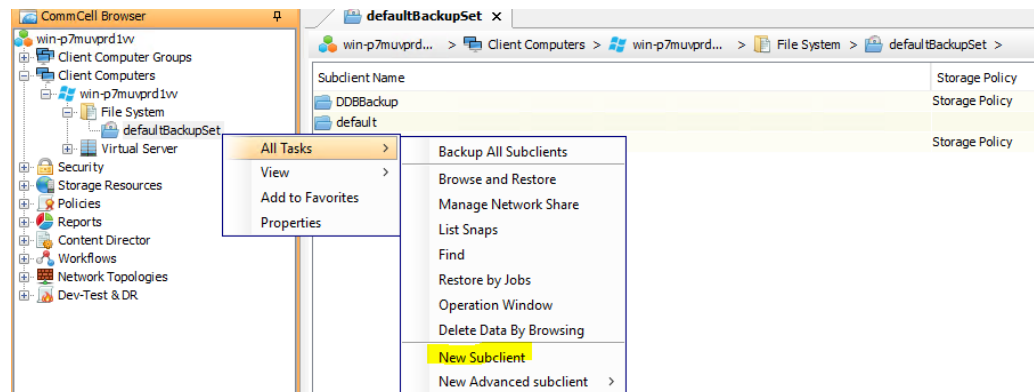 CommCell Browser
win-p7muvprd1vv
Client Computer Groups
Client Computers
win-p7muvprd1vv
File System
defaultBackupSet
Virtual Server
Security
Storage Resources
Policies
Reports
Content Director
Workflows
Network Topologies
Dev-Test & DR
defaultBackupSet ×
win-p7muvprd... > Client Computers > win-p7muvprd... > File System > defaultBackupSet >
Subclient Name Storage Policy
DDBBackup Storage Policy
default
Storage Policy
All Tasks >
View >
Add to Favorites
Properties
Backup All Subclients
Browse and Restore
Manage Network Share
List Snaps
Find
Restore by Jobs
Operation Window
Delete Data By Browsing
New Subclient
New Advanced subclient >